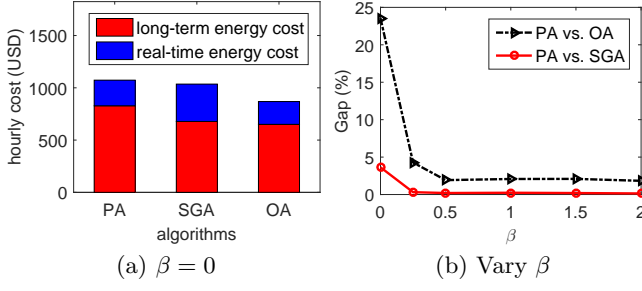 1500
1000
500
0
hourly cost (USD)
long-term energy cost
real-time energy cost
PA SGA OA
algorithms
(a) β = 0
25
20
15
10
5
0
Gap (%)
PA vs. OA
PA vs. SGA
0 0.5 1 1.5 2
β
(b) Vary β